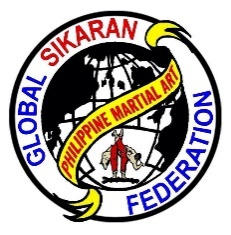 GLOBAL SIKARAN FEDERATION
PHILIPPINE MARTIAL ART